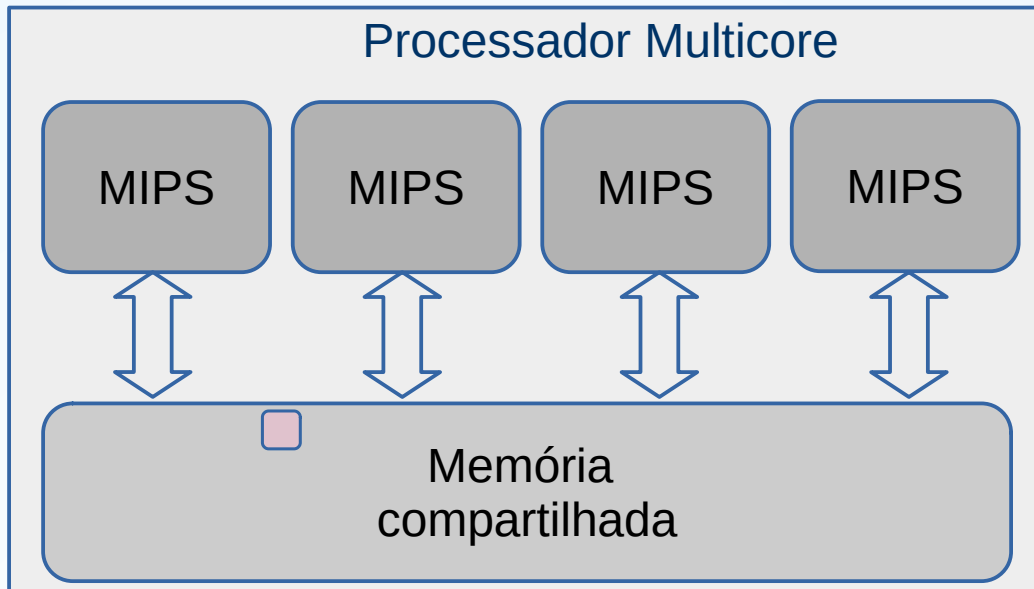 Processador Multicore
MIPS
MIPS
MIPS
MIPS
Memória
compartilhada